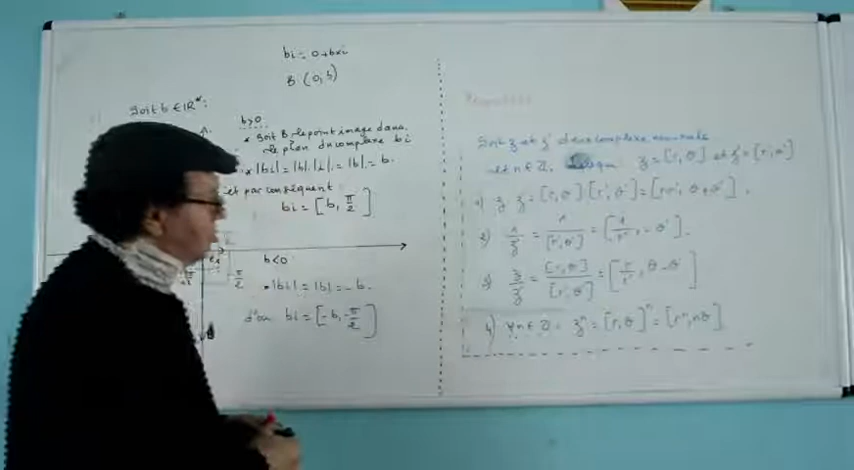 bi = 0 + b×i
B (0, b)
Soit b ∈ IR*:
b>0
* Soit B le point image dans
le plan du complexe bi
* |bi| = |b|.|i| = |b| = b.
et par conséquent
bi = [b, π/2]
b<0
• |bi| = |b| = -b.
d'où bi = [-b, -π/2]
Soit z et z' deux complexes non nuls
et n ∈ Z. z = [r, θ] et z' = [r', θ']
1) z z' = [r, θ] [r', θ'] = [rr', θ+θ'].
2) 1/z' = 1/[r', θ'] = [1/r', -θ'].
3) z/z' = [r, θ]/[r', θ'] = [r/r', θ-θ']
4) ∀n ∈ Z: z^n = [r, θ]^n = [r^n, nθ]